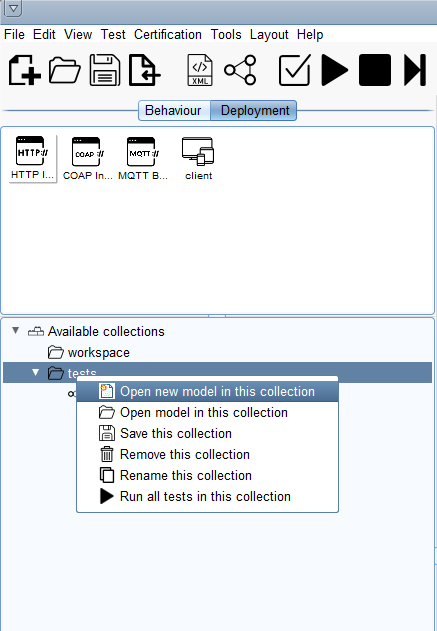 File Edit View Test Certification Tools Layout Help
</> XML
Behaviour Deployment
HTTP:// COAP :// MQTT ://
HTTP I... COAP In... MQTT B... client
Available collections
workspace
tests
Open new model in this collection
Open model in this collection
Save this collection
Remove this collection
Rename this collection
Run all tests in this collection